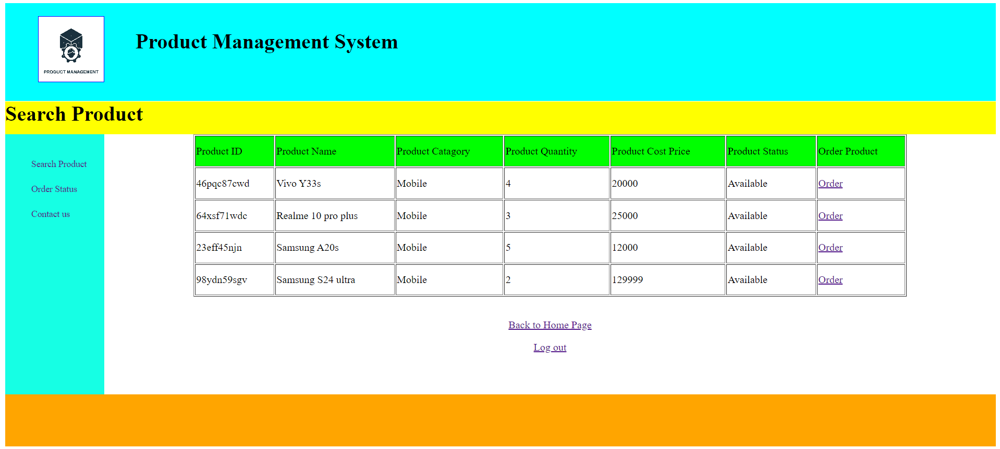 PRODUCT MANAGEMENT
Product Management System
Search Product
Search Product
Order Status
Contact us
Product ID Product Name Product Catagory Product Quantity Product Cost Price Product Status Order Product
46pqc87cwd Vivo Y33s Mobile 4 20000 Available Order
64xsf71wdc Realme 10 pro plus Mobile 3 25000 Available Order
23eff45njn Samsung A20s Mobile 5 12000 Available Order
98ydn59sgv Samsung S24 ultra Mobile 2 129999 Available Order
Back to Home Page
Log out